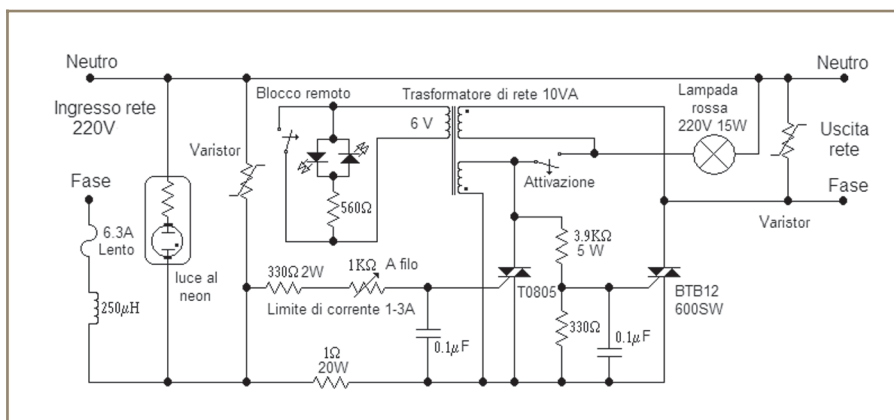 Neutro
Neutro
Blocco remoto
Trasformatore di rete 10VA
Lampada
rossa
220V 15W
Ingresso rete
220V
6 V
Uscita
rete
Varistor
Fase
Fase
Attivazione
Varistor
6.3A
Lento
560Ω
3.9KΩ
5 W
luce al
neon
330Ω 2W
1KΩ
A filo
T0805
BTB12
600SW
250μH
Limite di corrente 1-3A
330Ω
0.1μF
0.1μF
1Ω
20W